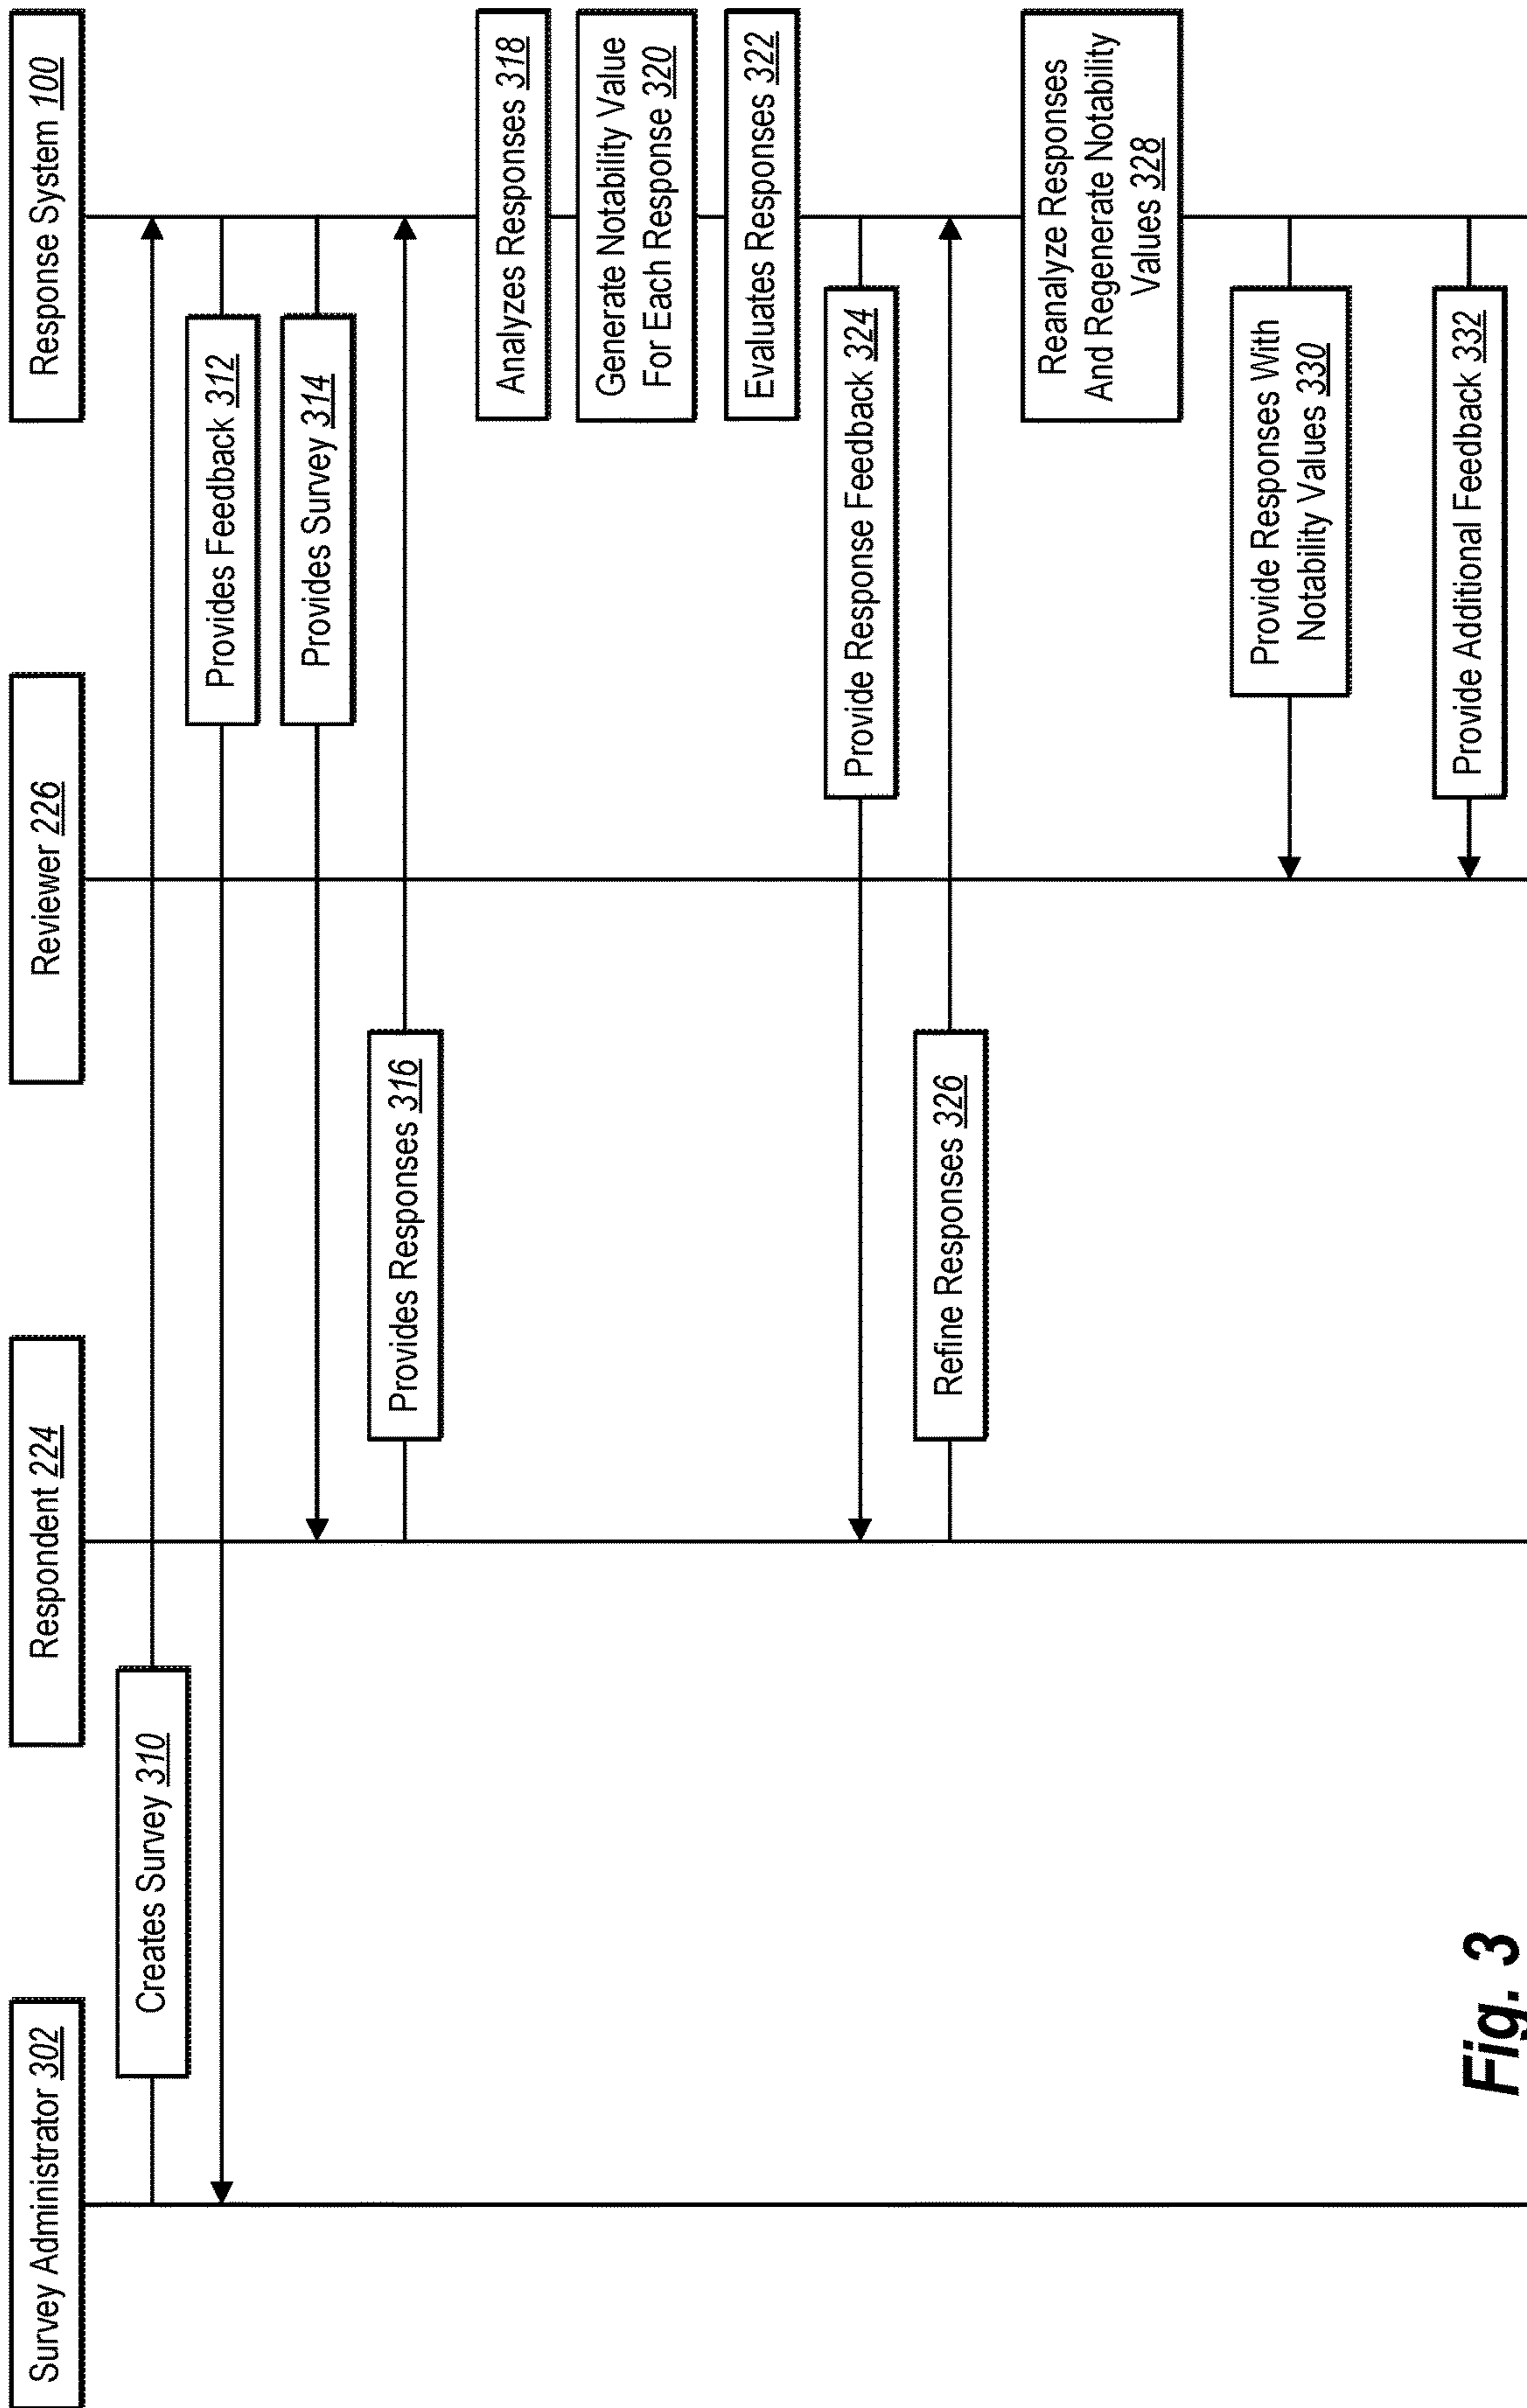 Survey Administrator 302
Respondent 224
Reviewer 226
Response System 100
Creates Survey 310
Provides Feedback 312
Provides Survey 314
Provides Responses 316
Analyzes Responses 318
Generate Notability Value
For Each Response 320
Evaluates Responses 322
Provide Response Feedback 324
Refine Responses 326
Reanalyze Responses
And Regenerate Notability
Values 328
Provide Responses With
Notability Values 330
Provide Additional Feedback 332
Fig. 3